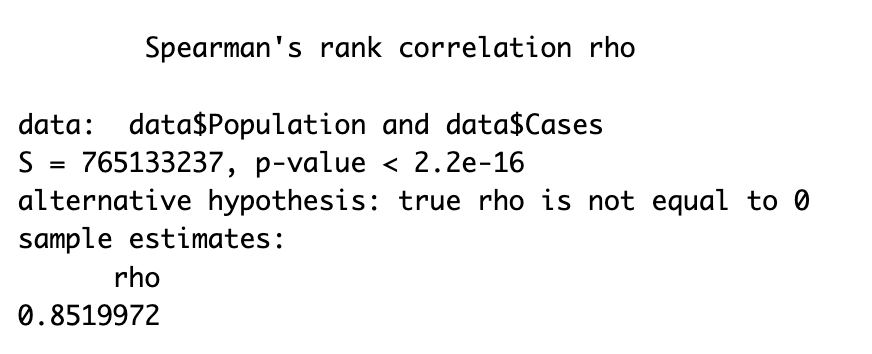 Spearman's rank correlation rho
data:  data$Population and data$Cases
S = 765133237, p-value < 2.2e-16
alternative hypothesis: true rho is not equal to 0
sample estimates:
rho
0.8519972